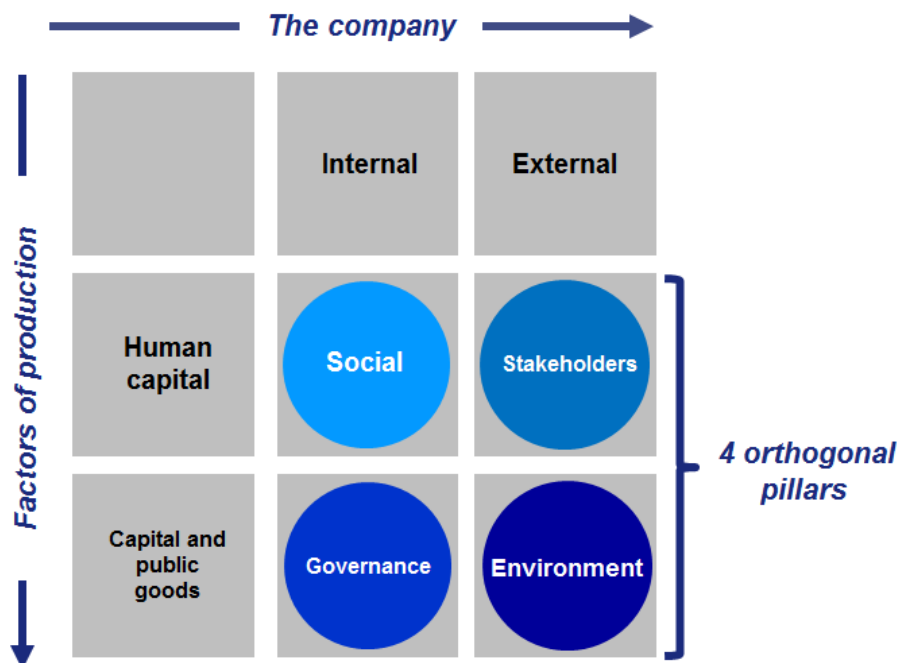 The company
Internal
External
Factors of production
Human
capital
Social
Stakeholders
4 orthogonal
pillars
Capital and
public
goods
Governance
Environment